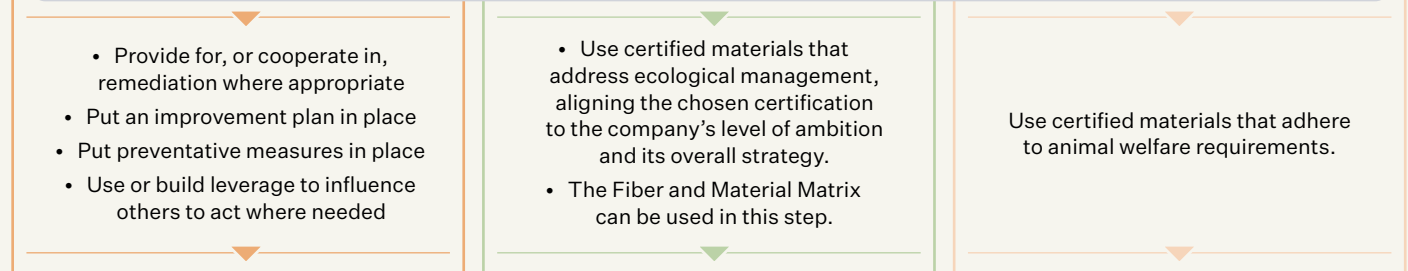 • Provide for, or cooperate in,
remediation where appropriate
• Put an improvement plan in place
• Put preventative measures in place
• Use or build leverage to influence
others to act where needed
• Use certified materials that
address ecological management,
aligning the chosen certification
to the company’s level of ambition
and its overall strategy.
• The Fiber and Material Matrix
can be used in this step.
Use certified materials that adhere
to animal welfare requirements.